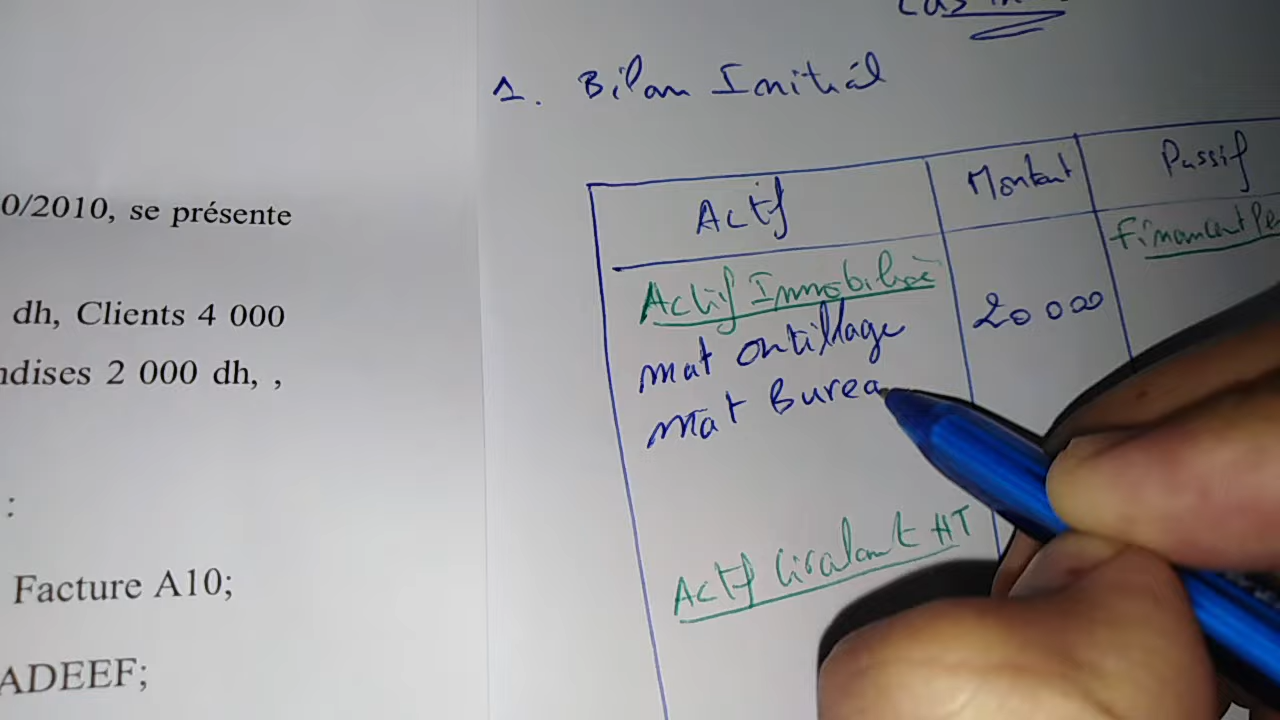 1. Bilan Initial
0/2010, se présente
dh, Clients 4 000
ndises 2 000 dh, ,
:
Facture A10;
ADEEF;
Actif Montant Passif
Actif Immobilisé
mat outillage 20 000
mat Burea
Actif Circulant HT